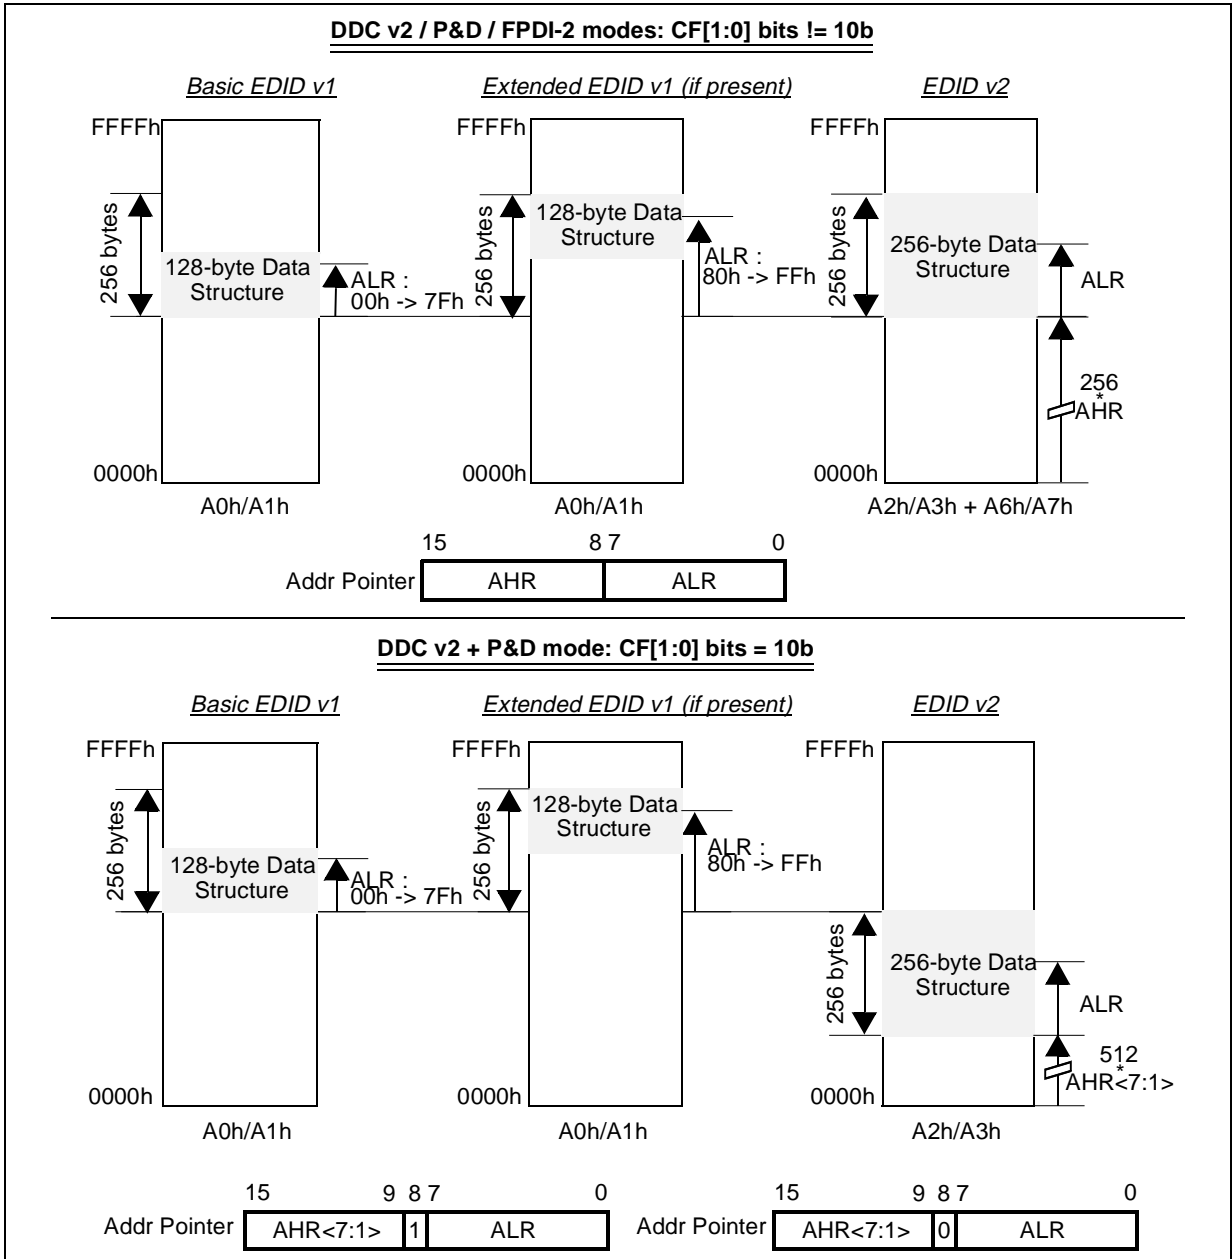 DDC v2 / P&D / FPDI-2 modes: CF[1:0] bits != 10b
Basic EDID v1
Extended EDID v1 (if present)
EDID v2
FFFFh
FFFFh
FFFFh
256 bytes
128-byte Data
Structure
ALR :
00h -> 7Fh
256 bytes
128-byte Data
Structure
ALR :
80h -> FFh
256 bytes
256-byte Data
Structure
ALR
256
*
AHR
0000h
0000h
0000h
A0h/A1h
A0h/A1h
A2h/A3h + A6h/A7h
15 8 7 0
Addr Pointer AHR ALR
DDC v2 + P&D mode: CF[1:0] bits = 10b
Basic EDID v1
Extended EDID v1 (if present)
EDID v2
FFFFh
FFFFh
FFFFh
256 bytes
128-byte Data
Structure
ALR :
00h -> 7Fh
256 bytes
128-byte Data
Structure
ALR :
80h -> FFh
256 bytes
256-byte Data
Structure
ALR
512
*
AHR<7:1>
0000h
0000h
0000h
A0h/A1h
A0h/A1h
A2h/A3h
15 9 8 7 0
Addr Pointer AHR<7:1> 1 ALR
15 9 8 7 0
Addr Pointer AHR<7:1> 0 ALR